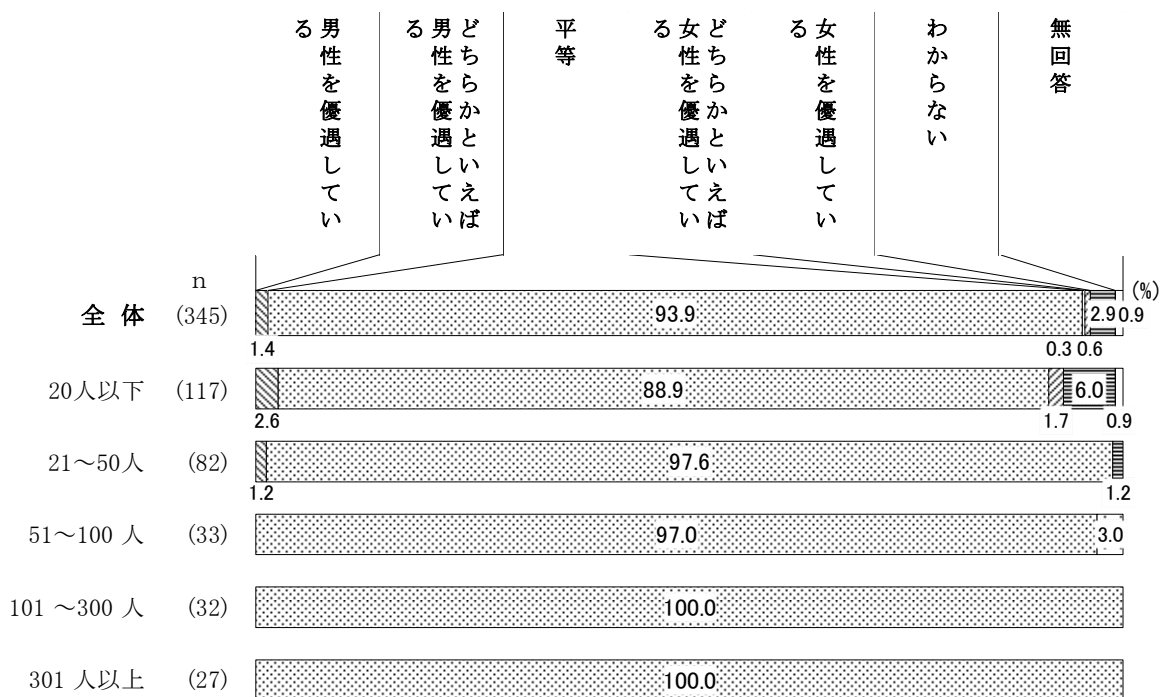 男性を優遇してい
る
どちらかといえば
男性を優遇してい
る
平等
どちらかといえば
女性を優遇してい
る
女性を優遇してい
る
わからない
無回答
n
(%)
全 体 (345) 93.9 2.9 0.9
1.4 0.3 0.6
20人以下 (117) 88.9 6.0
2.6 1.7 0.9
21～50人 (82) 97.6
1.2 1.2
51～100 人 (33) 97.0 3.0
101 ～300 人 (32) 100.0
301 人以上 (27) 100.0